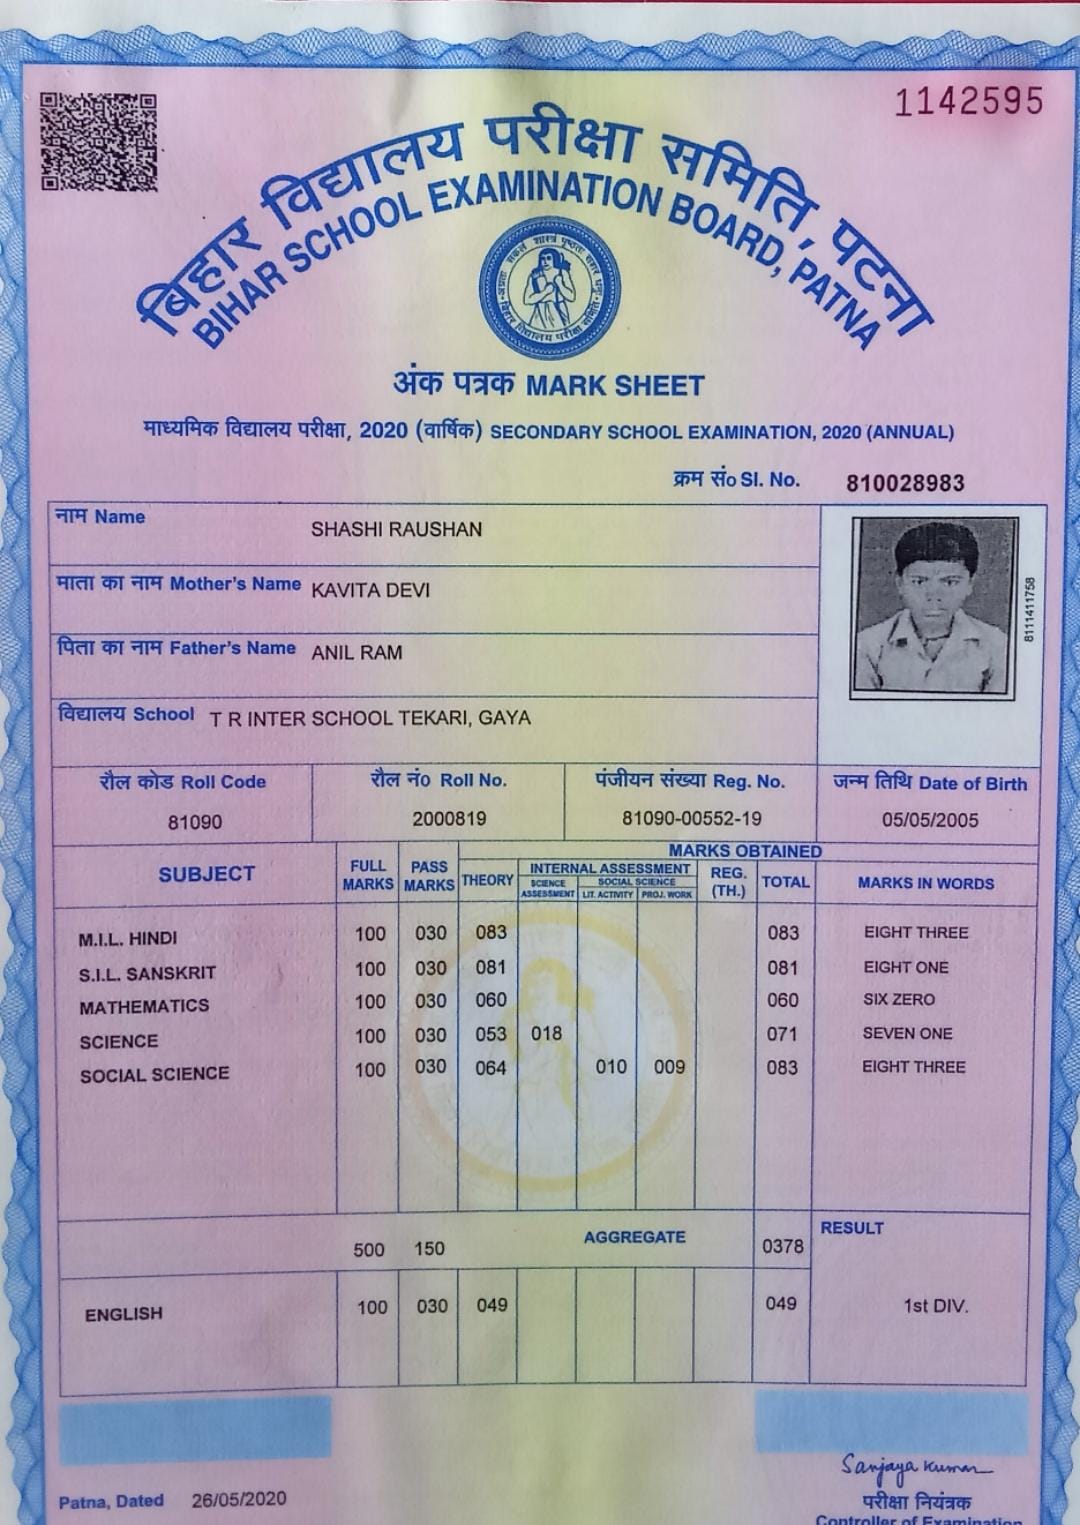 1142595
बिहार विद्यालय परीक्षा समिति, पटना
BIHAR SCHOOL EXAMINATION BOARD, PATNA
अंक पत्रक MARK SHEET
माध्यमिक विद्यालय परीक्षा, 2020 (वार्षिक) SECONDARY SCHOOL EXAMINATION, 2020 (ANNUAL)
क्रम सं० Sl. No. 810028983
नाम Name SHASHI RAUSHAN
माता का नाम Mother's Name KAVITA DEVI
पिता का नाम Father's Name ANIL RAM
8111411758
विद्यालय School T R INTER SCHOOL TEKARI, GAYA
रौल कोड Roll Code रौल नं० Roll No. पंजीयन संख्या Reg. No. जन्म तिथि Date of Birth
81090 2000819 81090-00552-19 05/05/2005
MARKS OBTAINED
SUBJECT FULL MARKS PASS MARKS THEORY INTERNAL ASSESSMENT REG. (TH.) TOTAL MARKS IN WORDS
SCIENCE ASSESSMENT SOCIAL SCIENCE
LIT. ACTIVITY PROJ. WORK
M.I.L. HINDI 100 030 083 083 EIGHT THREE
S.I.L. SANSKRIT 100 030 081 081 EIGHT ONE
MATHEMATICS 100 030 060 060 SIX ZERO
SCIENCE 100 030 053 018 071 SEVEN ONE
SOCIAL SCIENCE 100 030 064 010 009 083 EIGHT THREE
500 150 AGGREGATE 0378 RESULT
ENGLISH 100 030 049 049 1st DIV.
Sanjaya Kumar
Patna, Dated 26/05/2020 परीक्षा नियंत्रक
Controller of Examination